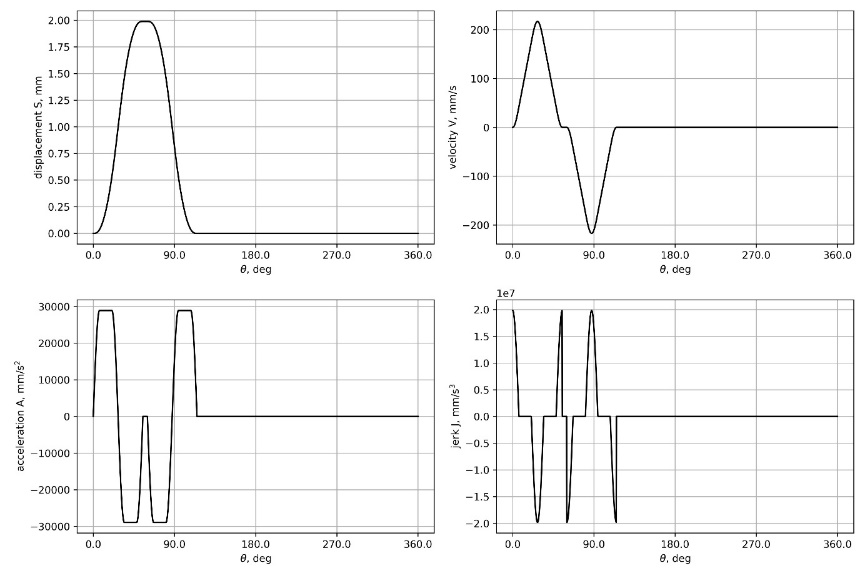 2.00
1.75
1.50
1.25
1.00
0.75
0.50
0.25
0.00
displacement S, mm
0.0 90.0 180.0 270.0 360.0
θ, deg
200
100
0
−100
−200
velocity V, mm/s
0.0 90.0 180.0 270.0 360.0
θ, deg
30000
20000
10000
0
−10000
−20000
−30000
acceleration A, mm/s²
0.0 90.0 180.0 270.0 360.0
θ, deg
1e7
2.0
1.5
1.0
0.5
0.0
−0.5
−1.0
−1.5
−2.0
jerk J, mm/s³
0.0 90.0 180.0 270.0 360.0
θ, deg